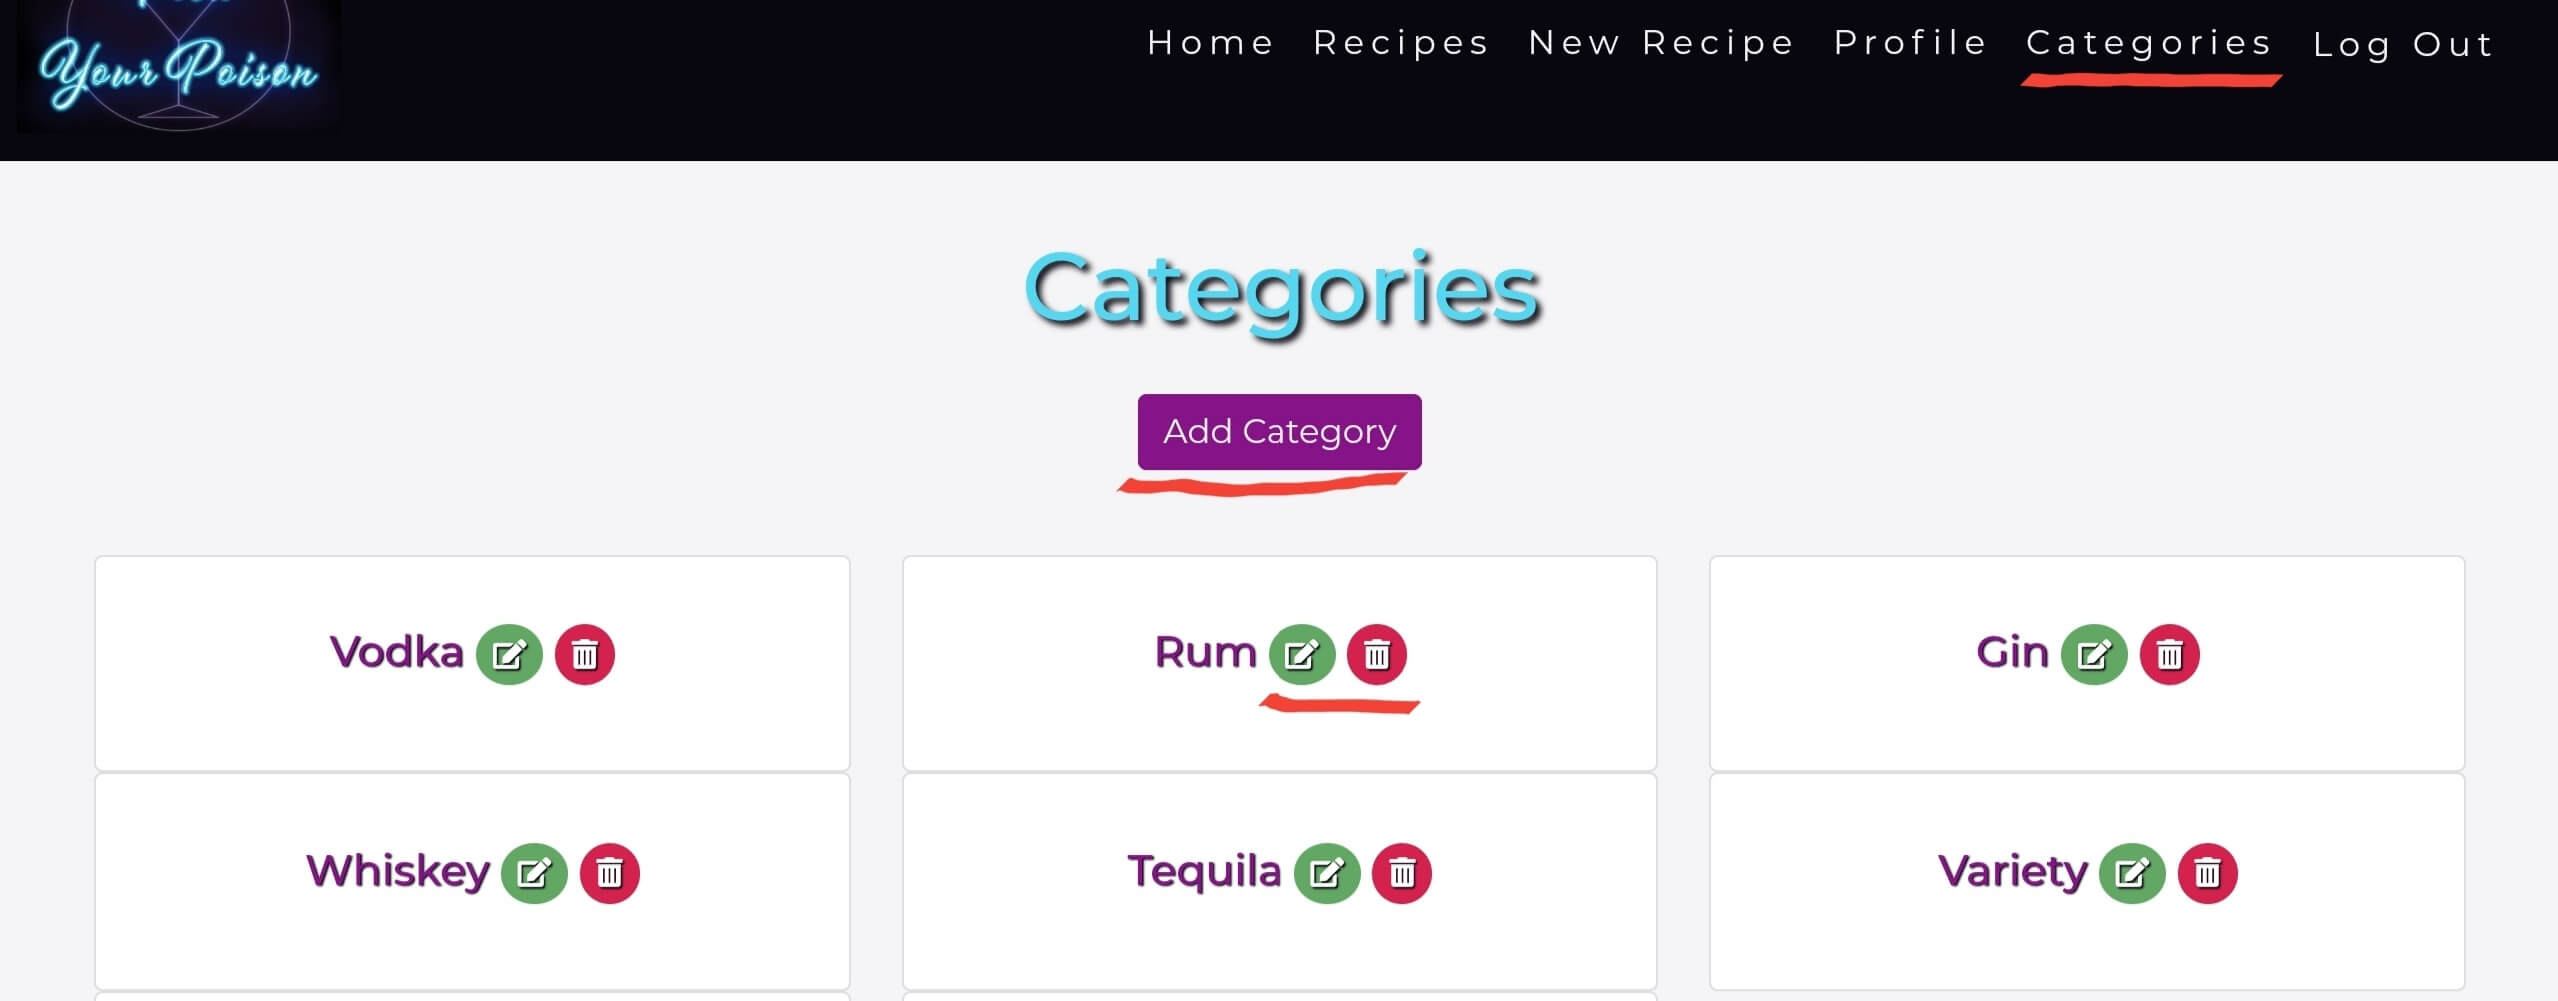 Your Poison
Home Recipes New Recipe Profile Categories Log Out
Categories
Add Category
Vodka
Rum
Gin
Whiskey
Tequila
Variety